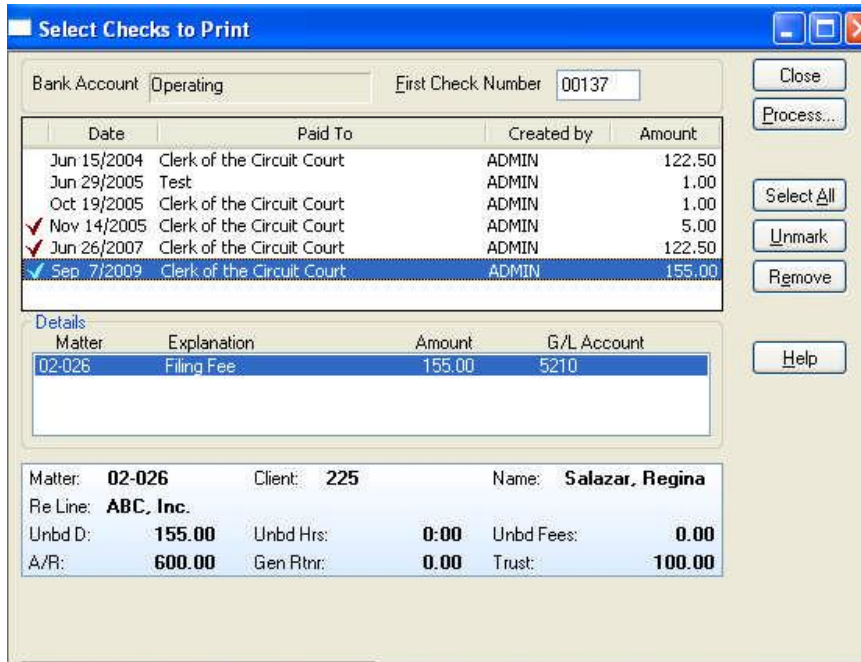 Select Checks to Print
Bank Account Operating First Check Number 00137
Close
Process...
Date Paid To Created by Amount
Jun 15/2004 Clerk of the Circuit Court ADMIN 122.50
Jun 29/2005 Test ADMIN 1.00
Oct 19/2005 Clerk of the Circuit Court ADMIN 1.00
Nov 14/2005 Clerk of the Circuit Court ADMIN 5.00
Jun 26/2007 Clerk of the Circuit Court ADMIN 122.50
Sep 7/2009 Clerk of the Circuit Court ADMIN 155.00
Select All
Unmark
Remove
Details
Matter Explanation Amount G/L Account
02-026 Filing Fee 155.00 5210
Help
Matter: 02-026 Client: 225 Name: Salazar, Regina
Re Line: ABC, Inc.
Unbd D: 155.00 Unbd Hrs: 0:00 Unbd Fees: 0.00
A/R: 600.00 Gen Rtnr: 0.00 Trust: 100.00